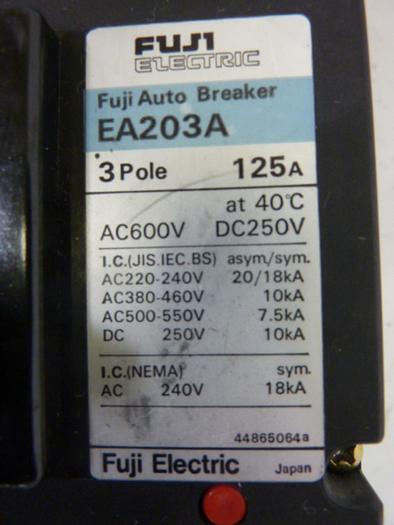 FUJI
ELECTRIC
Fuji Auto Breaker
EA203A
3 Pole 125A
at 40℃
AC600V DC250V
I.C.(JIS.IEC.BS) asym/sym.
AC220-240V 20/18kA
AC380-460V 10kA
AC500-550V 7.5kA
DC 250V 10kA
I.C.(NEMA) sym.
AC 240V 18kA
44865064a
Fuji Electric Japan